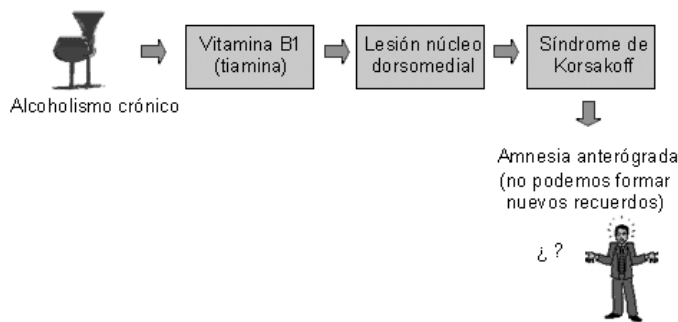 Alcoholismo crónico
Vitamina B1
(tiamina)
Lesión núcleo
dorsomedial
Síndrome de
Korsakoff
Amnesia anterógrada
(no podemos formar
nuevos recuerdos)
¿ ?